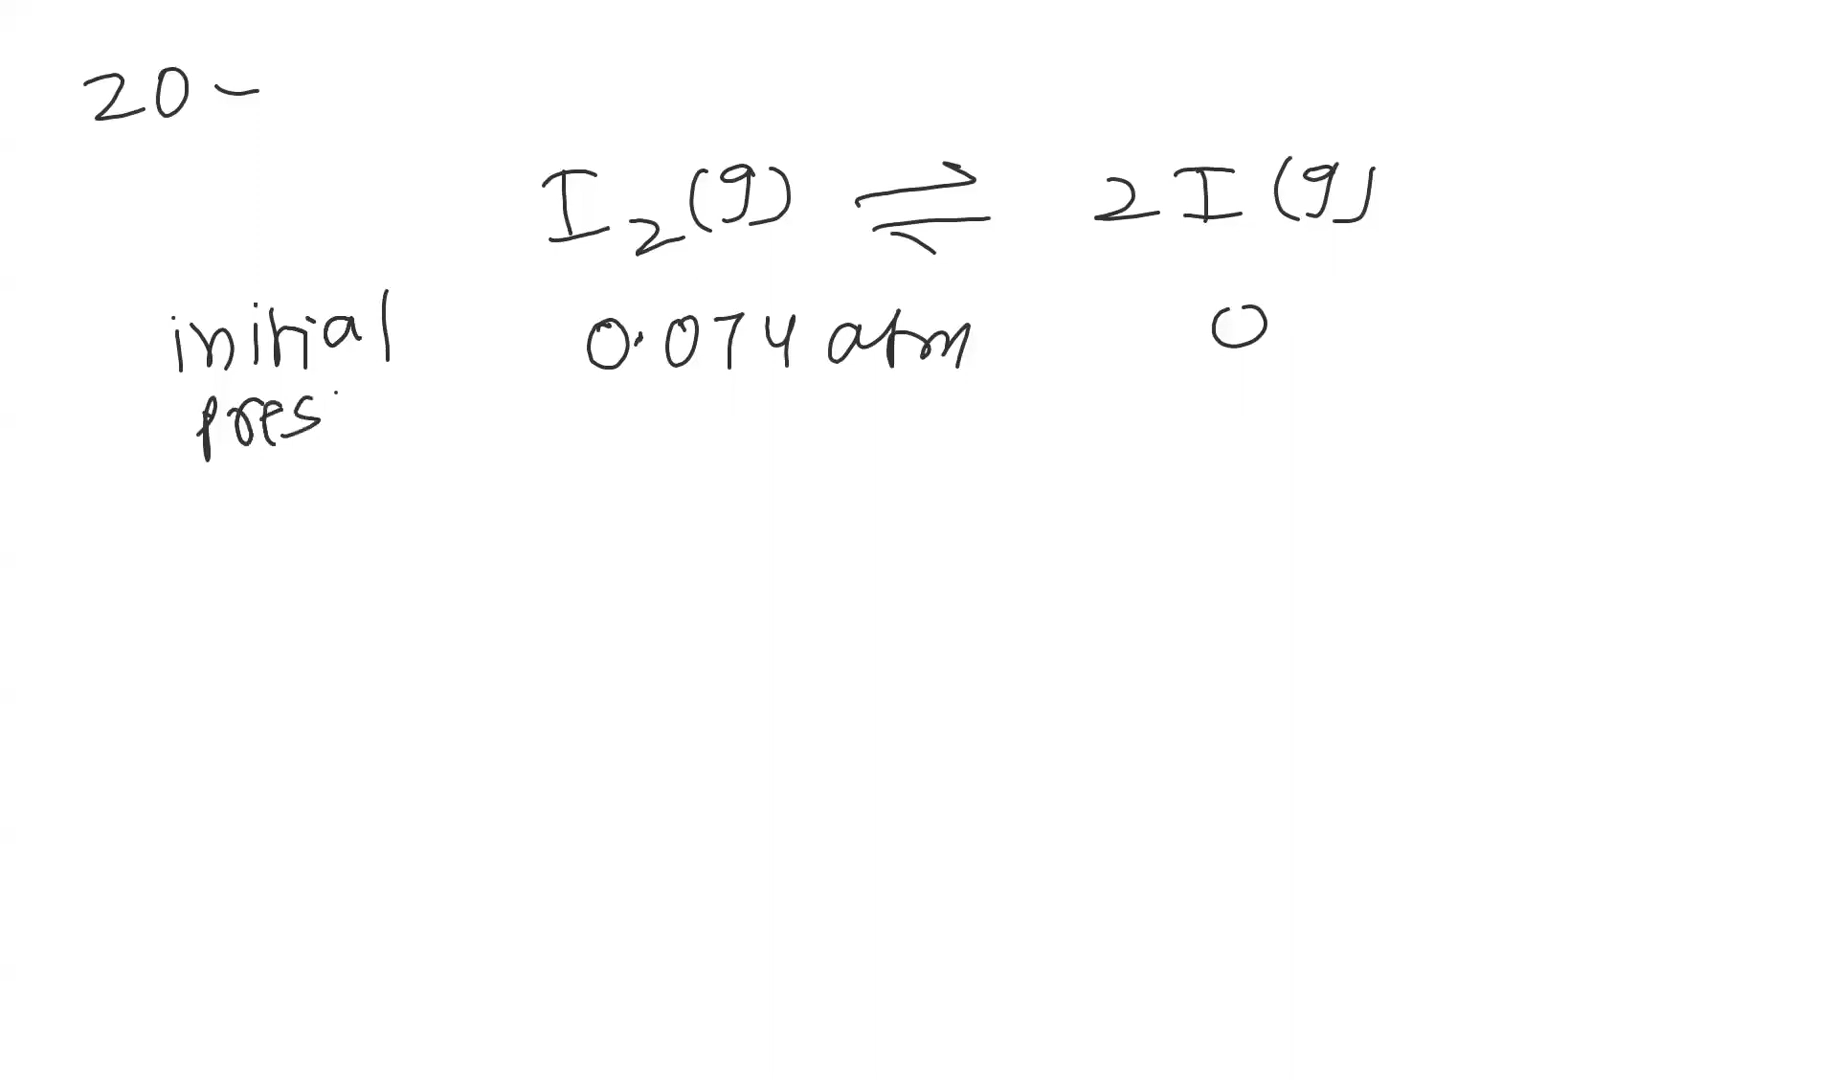 20-
I₂(g) ⇌ 2I(g)
initial 0.074 atm 0
pres.